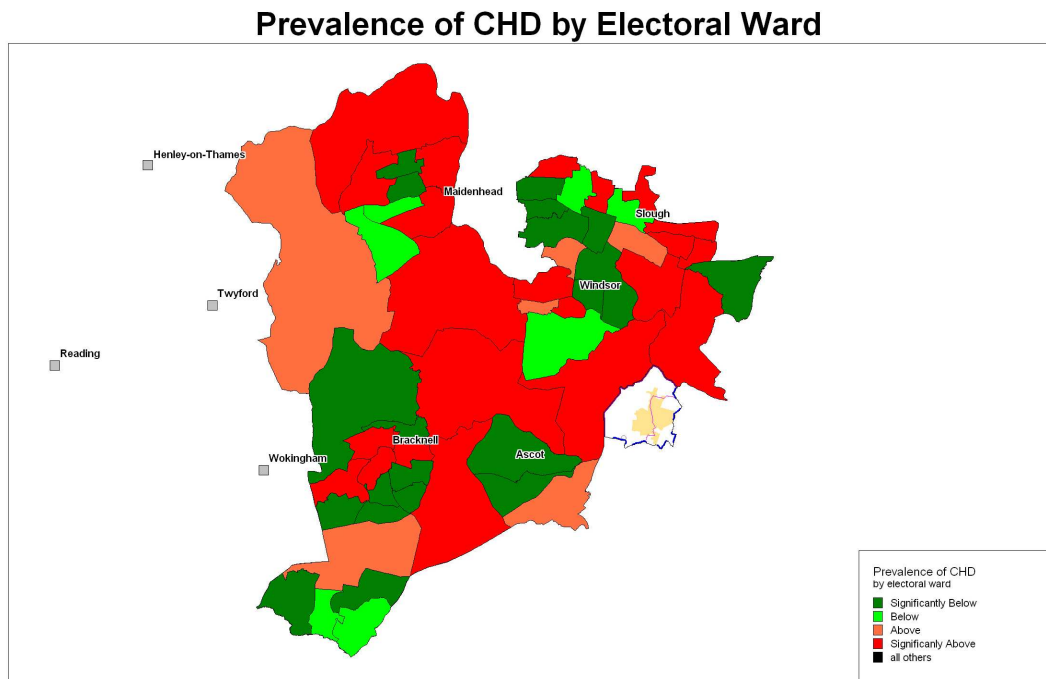 Prevalence of CHD by Electoral Ward
Henley-on-Thames
Maidenhead
Slough
Windsor
Twyford
Reading
Bracknell
Ascot
Wokingham
Prevalence of CHD
by electoral ward
Significantly Below
Below
Above
Significanly Above
all others